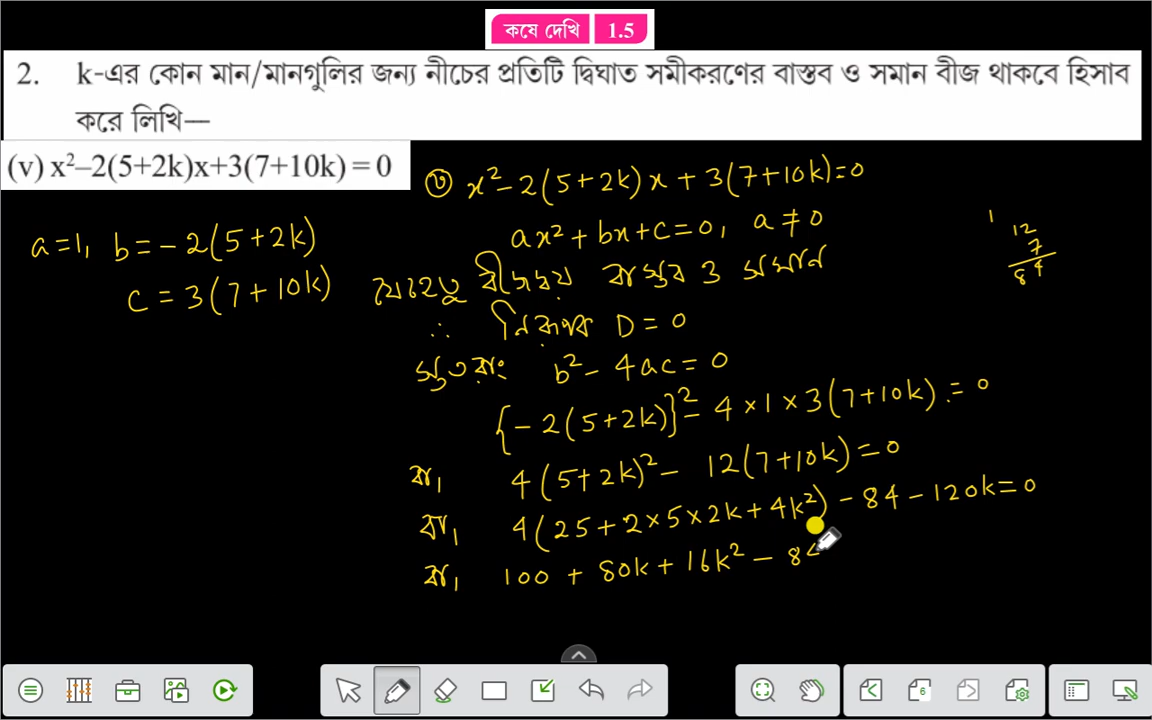 কষে দেখি 1.5
2. k-এর কোন মান/মানগুলির জন্য নীচের প্রতিটি দ্বিঘাত সমীকরণের বাস্তব ও সমান বীজ থাকবে হিসাব
করে লিখি—
(v) x²–2(5+2k)x+3(7+10k)=0
(v) x²-2(5+2k)x+3(7+10k)=0
ax²+bx+c=0, a≠0
a=1, b=-2(5+2k)
c=3(7+10k)
যেহেতু বীজদ্বয় বাস্তব ও সমান
∴ নিরূপক D=0
সুতরাং b²-4ac=0
{-2(5+2k)}²-4×1×3(7+10k)=0
বা, 4(5+2k)²-12(7+10k)=0
বা, 4(25+2×5×2k+4k²)-84-120k=0
বা, 100+80k+16k²-84
1
12
7
84
6